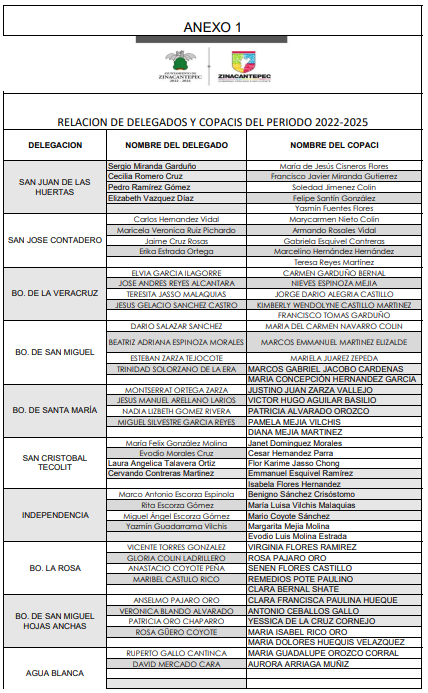 ANEXO 1
AYUNTAMIENTO DE
ZINACANTEPEC
2022 - 2024
ZINACANTEPEC
RELACION DE DELEGADOS Y COPACIS DEL PERIODO 2022-2025
DELEGACION NOMBRE DEL DELEGADO NOMBRE DEL COPACI
SAN JUAN DE LAS HUERTAS
Sergio Miranda Garduño María de Jesús Cisneros Flores
Cecilia Romero Cruz Francisco Javier Miranda Gutierrez
Pedro Ramírez Gómez Soledad Jimenez Colin
Elizabeth Vazquez Díaz Felipe Santín González
Yasmín Fuentes Flores
SAN JOSE CONTADERO
Carlos Hernandez Vidal Marycarmen Nieto Colin
Maricela Veronica Ruiz Pichardo Armando Rosales Vidal
Jaime Cruz Rosas Gabriela Esquivel Contreras
Erika Estrada Ortega Marcelino Hernández Hernández
Teresa Reyes Martínez
BO. DE LA VERACRUZ
ELVIA GARCIA ILAGORRE CARMEN GARDUÑO BERNAL
JOSE ANDRES REYES ALCANTARA NIEVES ESPINOZA MEJIA
TERESITA JASSO MALAQUIAS JORGE DARIO ALEGRIA CASTILLO
JESUS GELACIO SANCHEZ CASTRO KIMBERLY WENDOLYNE CASTILLO MARTINEZ
FRANCISCO TOMAS GARDUÑO
BO. DE SAN MIGUEL
DARIO SALAZAR SANCHEZ MARIA DEL CARMEN NAVARRO COLIN
BEATRIZ ADRIANA ESPINOZA MORALES MARCOS EMMANUEL MARTINEZ ELIZALDE
ESTEBAN ZARZA TEJOCOTE MARIELA JUAREZ ZEPEDA
TRINIDAD SOLORZANO DE LA ERA MARCOS GABRIEL JACOBO CARDENAS
MARIA CONCEPCIÓN HERNANDEZ GARCIA
BO. DE SANTA MARÍA
MONTSERRAT ORTEGA ZARZA JUSTINO JUAN ZARZA VALLEJO
JESUS MANUEL ARELLANO LARIOS VICTOR HUGO AGUILAR BASILIO
NADIA LIZBETH GOMEZ RIVERA PATRICIA ALVARADO OROZCO
MIGUEL SILVESTRE GARCIA REYES PAMELA MEJIA VILCHIS
DIANA MEJIA MARTINEZ
SAN CRISTOBAL TECOLIT
María Felix González Molina Janet Domínguez Morales
Evodio Morales Cruz Cesar Hernandez Parra
Laura Angelica Talavera Ortiz Flor Karime Jasso Chong
Cervando Contreras Martinez Emmanuel Esquivel Ramírez
Isabela Flores Hernandez
INDEPENDENCIA
Marco Antonio Escorza Espinola Benigno Sánchez Crisóstomo
Rita Escorza Gómez María Luisa Vilchis Malaquias
Miguel Ángel Escorza Gómez Mario Coyote Sánchez
Yazmín Guadarrama Vilchis Margarita Mejia Molina
Evodio Luis Molina Estrada
BO. LA ROSA
VICENTE TORRES GONZALEZ VIRGINIA FLORES RAMIREZ
GLORIA COLIN LADRILLERO ROSA PAJARO ORO
ANASTACIO COYOTE PEÑA SENEN FLORES CASTILLO
MARIBEL CASTULO RICO REMEDIOS POTE PAULINO
CLARA BERNAL SHATE
BO. DE SAN MIGUEL HOJAS ANCHAS
ANSELMO PAJARO ORO CLARA FRANCISCA PAULINA HUEQUE
VERONICA BLANDO ALVARADO ANTONIO CEBALLOS GALLO
PATRICIA ORO CHAPARRO YESSICA DE LA CRUZ CORNEJO
ROSA GÜERO COYOTE MARIA ISABEL RICO ORO
MARIA DOLORES HUEQUIS VELAZQUEZ
AGUA BLANCA
RUPERTO GALLO CANTINCA MARIA GUADALUPE OROZCO CORRAL
DAVID MERCADO CARA AURORA ARRIAGA MUÑIZ